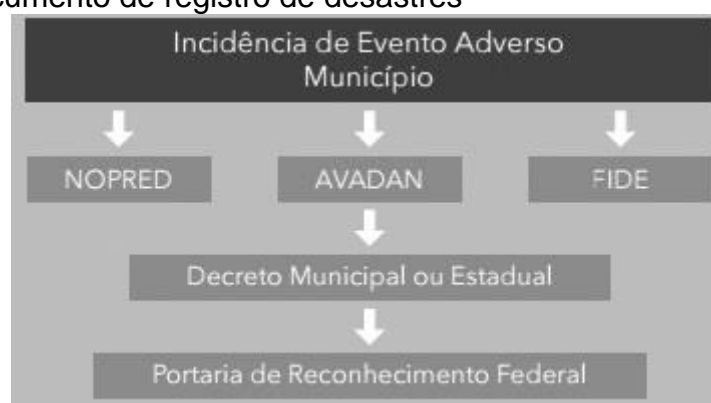 de registro de desastres
Incidência de Evento Adverso
Município
NOPRED AVADAN FIDE
Decreto Municipal ou Estadual
Portaria de Reconhecimento Federal